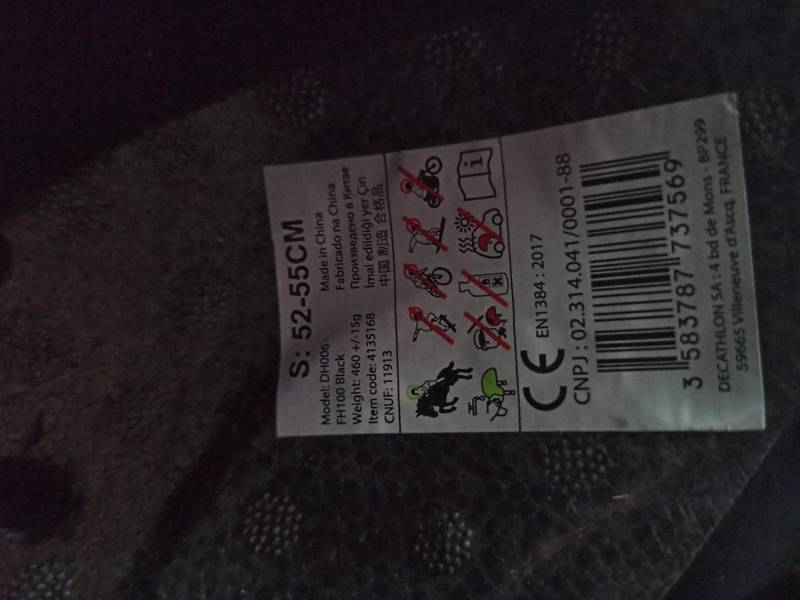 S: 52-55CM
Model: DH006 -
FH100 Black
Weight: 460 +/-15g
Item code: 4135168
CNUF: 11913
Made in China
Fabricado na China
Произведено в Китае
Imal edildiği yer Çin
中国 制造 合格品
CE EN1384 : 2017
CNPJ : 02.314.041/0001-88
3 583787 737569
DECATHLON SA : 4 bd de Mons - BP299
59665 Villeneuve d'Ascq, FRANCE